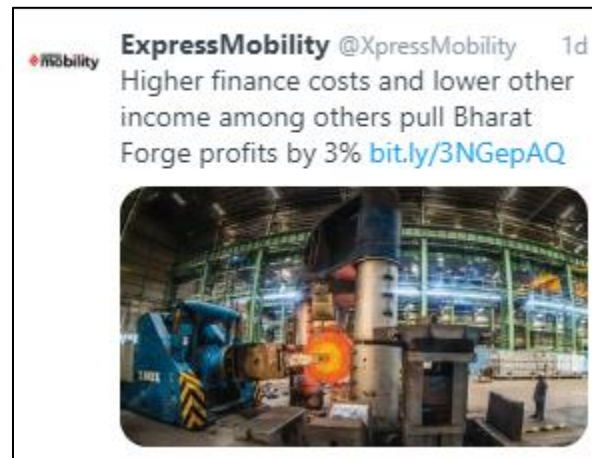 ExpressMobility @XpressMobility 1d
mobility
Higher finance costs and lower other
income among others pull Bharat
Forge profits by 3% bit.ly/3NGepAQ